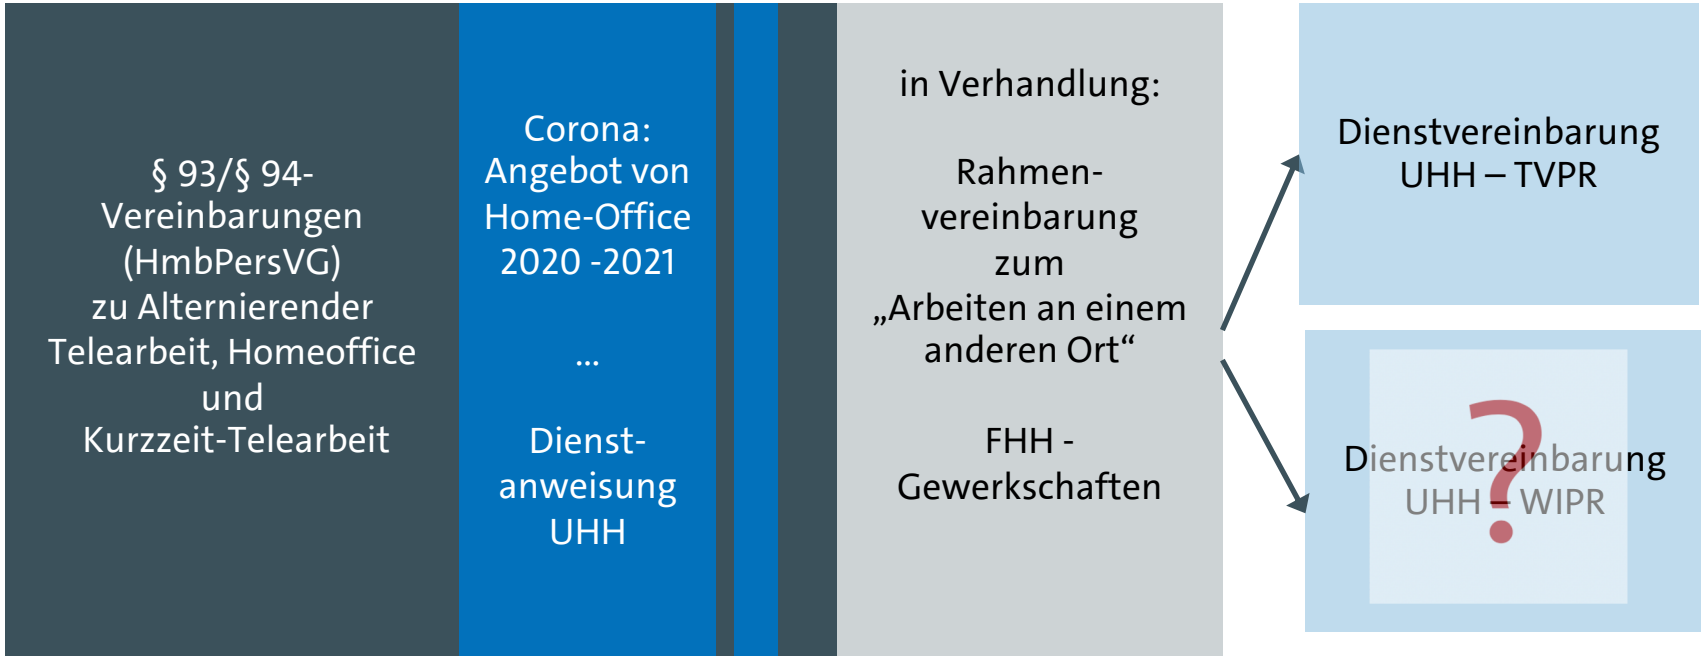 § 93/§ 94-
Vereinbarungen
(HmbPersVG)
zu Alternierender
Telearbeit, Homeoffice
und
Kurzzeit-Telearbeit
Corona:
Angebot von
Home-Office
2020 -2021
...
Dienst-
anweisung
UHH
in Verhandlung:
Rahmen-
vereinbarung
zum
„Arbeiten an einem
anderen Ort“
FHH -
Gewerkschaften
Dienstvereinbarung
UHH – TVPR
Dienstvereinbarung
UHH – WIPR
?